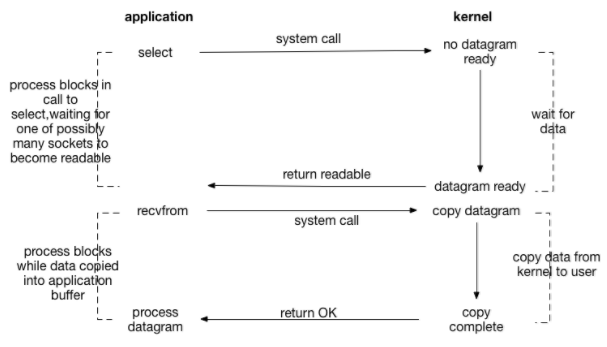 application
kernel
select
system call
no datagram
ready
process blocks in
call to
select,waiting for
one of possibly
many sockets to
become readable
wait for
data
return readable
datagram ready
recvfrom
system call
copy datagram
process blocks
while data copied
into application
buffer
copy data from
kernel to user
process
datagram
return OK
copy
complete